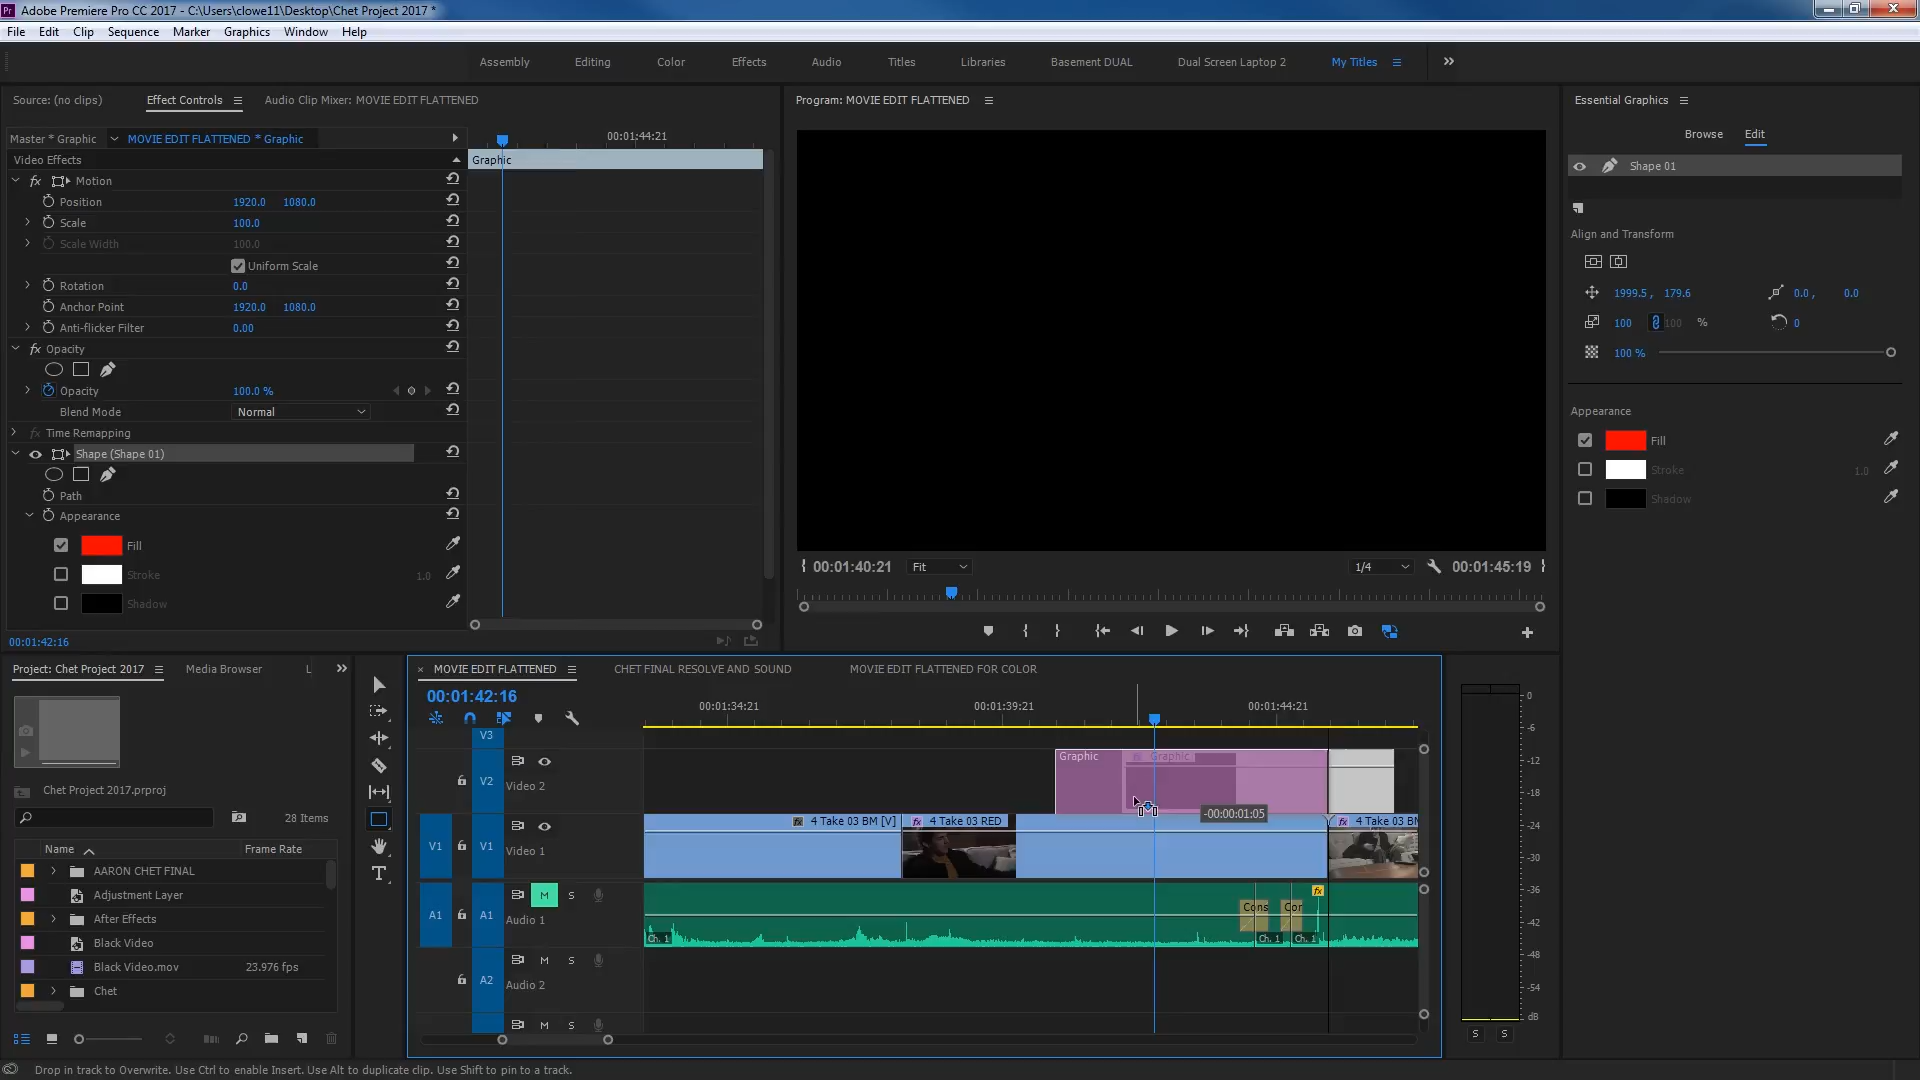 Pr Adobe Premiere Pro CC 2017 - C:\Users\clowe11\Desktop\Chet Project 2017 *
File Edit Clip Sequence Marker Graphics Window Help
Assembly Editing Color Effects Audio Titles Libraries Basement DUAL Dual Screen Laptop 2 My Titles
Source: (no clips) Effect Controls Audio Clip Mixer: MOVIE EDIT FLATTENED
Program: MOVIE EDIT FLATTENED
Essential Graphics
Browse Edit
Master * Graphic MOVIE EDIT FLATTENED * Graphic
00:01:44:21
Video Effects
Graphic
Shape 01
fx Motion
Position 1920.0 1080.0
Scale 100.0
Scale Width 100.0
Uniform Scale
Rotation 0.0
Anchor Point 1920.0 1080.0
Anti-flicker Filter 0.00
fx Opacity
Opacity 100.0 %
Blend Mode Normal
fx Time Remapping
Shape (Shape 01)
Path
Appearance
Fill
Stroke 1.0
Shadow
00:01:42:16
Align and Transform
1999.5 , 179.6 0.0 , 0.0
100 100 % 0
100 %
Appearance
Fill
Stroke 1.0
Shadow
00:01:40:21 Fit 1/4 00:01:45:19
Project: Chet Project 2017 Media Browser L
Chet Project 2017.prproj
28 Items
Name Frame Rate
AARON CHET FINAL
Adjustment Layer
After Effects
Black Video
Black Video.mov 23.976 fps
Chet
T
× MOVIE EDIT FLATTENED CHET FINAL RESOLVE AND SOUND MOVIE EDIT FLATTENED FOR COLOR
00:01:42:16
00:01:34:21 00:01:39:21 00:01:44:21
V3
V2 Video 2
Graphic Graphic
-00:00:01:05
V1 V1 Video 1
fx 4 Take 03 BM [V] fx 4 Take 03 RED fx 4 Take 03 BM
A1 A1 M S Audio 1
fx
Cons Cor
Ch. 1 Ch. 1 Ch. 1
A2 M S Audio 2
M S
0
-6
-12
-18
-24
-30
-36
-42
-48
-54
dB
S S
Drop in track to Overwrite. Use Ctrl to enable Insert. Use Alt to duplicate clip. Use Shift to pin to a track.